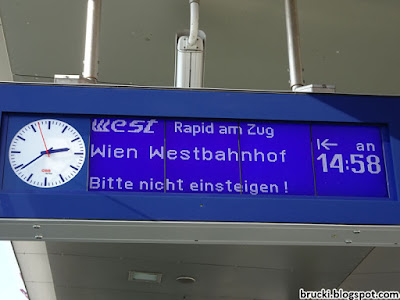 west Rapid am Zug
Wien Westbahnhof
Bitte nicht einsteigen !
an
14:58
brucki.blogspot.com